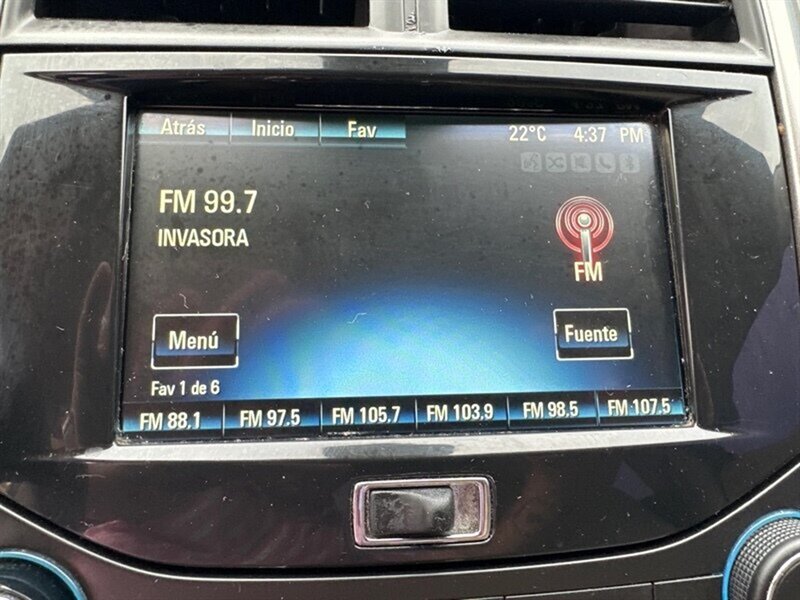 Atrás Inicio Fav 22°C 4:37 PM
FM 99.7
INVASORA
FM
Menú Fuente
Fav 1 de 6
FM 88.1 FM 97.5 FM 105.7 FM 103.9 FM 98.5 FM 107.5